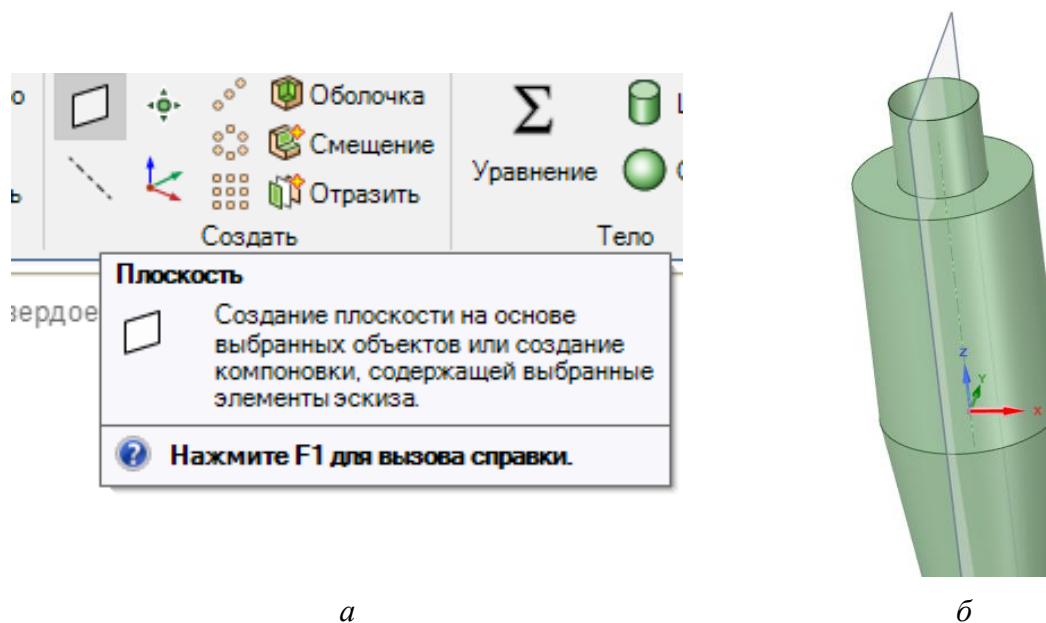 Оболочка
Смещение
Отразить
Создать
Уравнение
Тело
Плоскость
Создание плоскости на основе
выбранных объектов или создание
компоновки, содержащей выбранные
элементы эскиза.
Нажмите F1 для вызова справки.
Z
Y
X
а
б